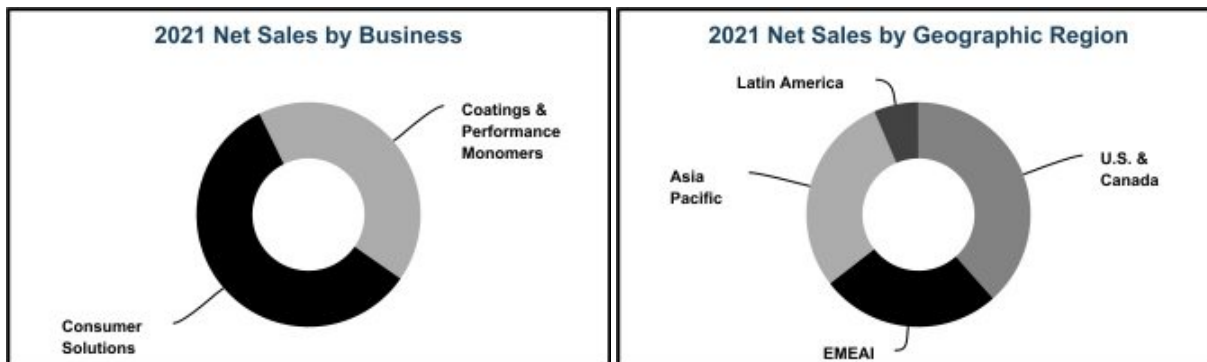 2021 Net Sales by Business
Coatings &
Performance
Monomers
Consumer
Solutions
2021 Net Sales by Geographic Region
Latin America
U.S. &
Canada
Asia
Pacific
EMEAI